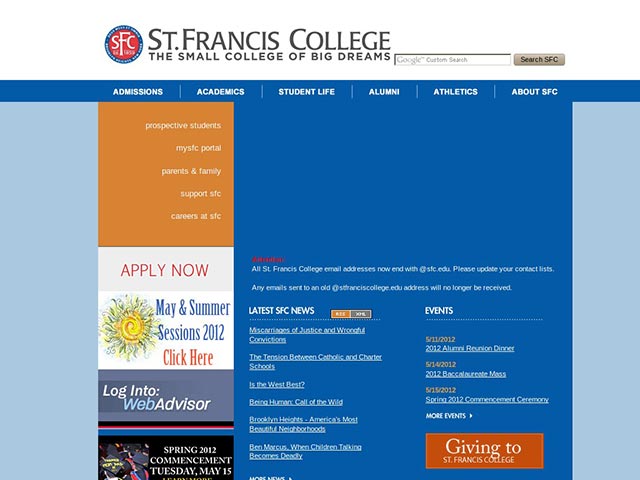 SFC
ST. FRANCIS COLLEGE
THE SMALL COLLEGE OF BIG DREAMS
Google™ Custom Search
Search SFC
ADMISSIONS
ACADEMICS
STUDENT LIFE
ALUMNI
ATHLETICS
ABOUT SFC
prospective students
mysfc portal
parents & family
support sfc
careers at sfc
APPLY NOW
May & Summer
Sessions 2012
Click Here
Log Into:
WebAdvisor
SPRING 2012
COMMENCEMENT
TUESDAY, MAY 15
LEARN MORE
All St. Francis College email addresses now end with @sfc.edu. Please update your contact lists.
Any emails sent to an old @stfranciscollege.edu address will no longer be received.
LATEST SFC NEWS
RSS XML
Miscarriages of Justice and Wrongful
Convictions
The Tension Between Catholic and Charter
Schools
Is the West Best?
Being Human: Call of the Wild
Brooklyn Heights - America's Most
Beautiful Neighborhoods
Ben Marcus, When Children Talking
Becomes Deadly
MORE NEWS
EVENTS
5/11/2012
2012 Alumni Reunion Dinner
5/14/2012
2012 Baccalaureate Mass
5/15/2012
Spring 2012 Commencement Ceremony
MORE EVENTS
Giving to
ST. FRANCIS COLLEGE